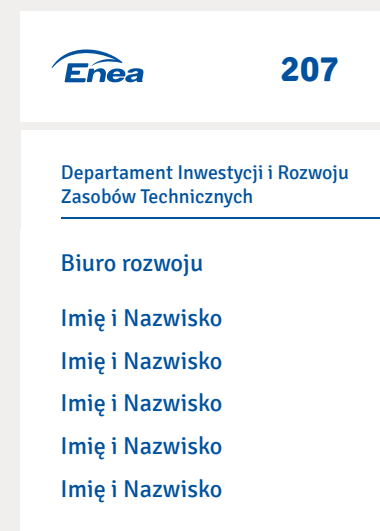 Enea
207
Departament Inwestycji i Rozwoju
Zasobów Technicznych
Biuro rozwoju
Imię i Nazwisko
Imię i Nazwisko
Imię i Nazwisko
Imię i Nazwisko
Imię i Nazwisko